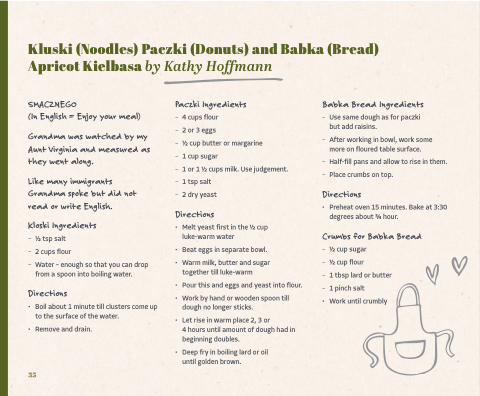 Kluski (Noodles) Paczki (Donuts) and Babka (Bread)
Apricot Kielbasa by Kathy Hoffmann
SMACZNEGO
(In English = Enjoy your meal)
Grandma was watched by my
Aunt Virginia and measured as
they went along.
Like many immigrants
Grandma spoke but did not
read or write English.
Kloski Ingredients
- ½ tsp salt
- 2 cups flour
- Water - enough so that you can drop
from a spoon into boiling water.
Directions
• Boil about 1 minute till clusters come up
to the surface of the water.
• Remove and drain.
Paczki Ingredients
- 4 cups flour
- 2 or 3 eggs
- ½ cup butter or margarine
- 1 cup sugar
- 1 or 1 ½ cups milk. Use judgement.
- 1 tsp salt
- 2 dry yeast
Directions
• Melt yeast first in the ½ cup
luke-warm water
• Beat eggs in separate bowl.
• Warm milk, butter and sugar
together till luke-warm
• Pour this and eggs and yeast into flour.
• Work by hand or wooden spoon till
dough no longer sticks.
• Let rise in warm place 2, 3 or
4 hours until amount of dough had in
beginning doubles.
• Deep fry in boiling lard or oil
until golden brown.
Babka Bread Ingredients
- Use same dough as for paczki
but add raisins.
- After working in bowl, work some
more on floured table surface.
- Half-fill pans and allow to rise in them.
- Place crumbs on top.
Directions
• Preheat oven 15 minutes. Bake at 3:30
degrees about ¾ hour.
Crumbs for Babka Bread
- ½ cup sugar
- ½ cup flour
- 1 tbsp lard or butter
- 1 pinch salt
• Work until crumbly
35